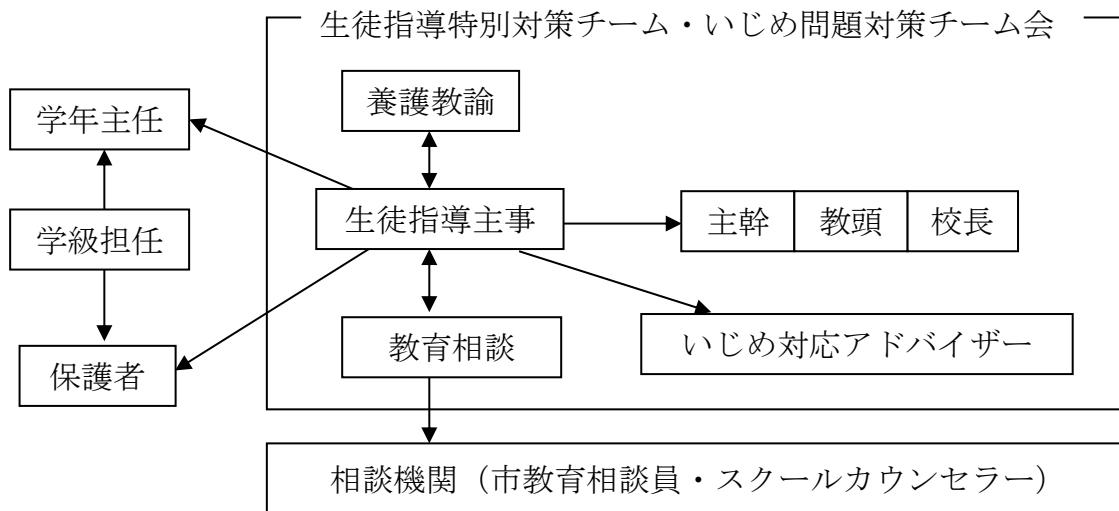 生徒指導特別対策チーム・いじめ問題対策チーム会
養護教諭
学年主任
生徒指導主事
主幹 教頭 校長
学級担任
教育相談
いじめ対応アドバイザー
保護者
相談機関（市教育相談員・スクールカウンセラー）